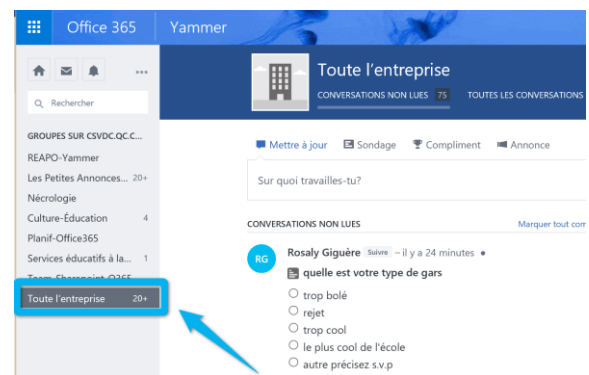 Office 365 Yammer
Toute l'entreprise
CONVERSATIONS NON LUES 75 TOUTES LES CONVERSATIONS
Rechercher
GROUPES SUR CSVDC.QC.C...
REAPO-Yammer
Les Petites Annonces... 20+
Nécrologie
Culture-Éducation 4
Planif-Office365
Services éducatifs à la... 1
Team-Sharepoint-O365
Toute l'entreprise 20+
Mettre à jour Sondage Compliment Annonce
Sur quoi travailles-tu?
CONVERSATIONS NON LUES Marquer tout com
RG
Rosaly Giguère Suivre – il y a 24 minutes
quelle est votre type de gars
trop bolé
rejet
trop cool
le plus cool de l'école
autre précisez s.v.p